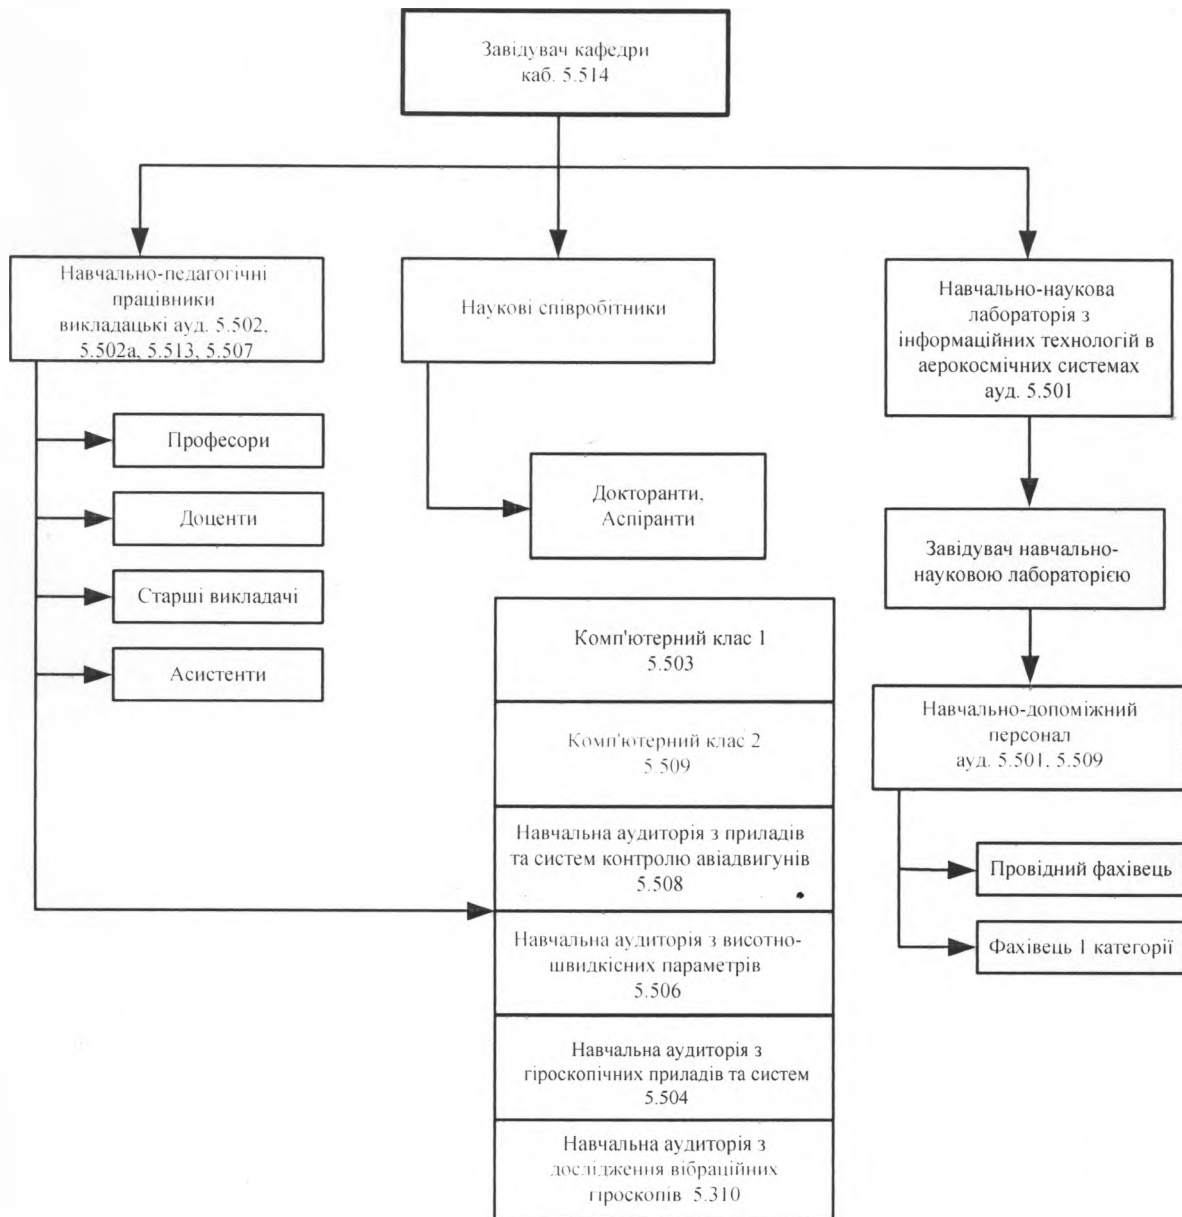 Завідувач кафедри
каб. 5.514
Навчально-педагогічні
працівники
викладацькі ауд. 5.502,
5.502а, 5.513, 5.507
Наукові співробітники
Навчально-наукова
лабораторія з
інформаційних технологій в
аерокосмічних системах
ауд. 5.501
Професори
Доценти
Старші викладачі
Асистенти
Докторанти,
Аспіранти
Завідувач навчально-
науковою лабораторією
Комп'ютерний клас 1
5.503
Комп'ютерний клас 2
5.509
Навчальна аудиторія з приладів
та систем контролю авіадвигунів
5.508
Навчальна аудиторія з висотно-
швидкісних параметрів
5.506
Навчальна аудиторія з
гіроскопічних приладів та систем
5.504
Навчальна аудиторія з
дослідження вібраційних
гіроскопів 5.310
Навчально-допоміжний
персонал
ауд. 5.501, 5.509
Провідний фахівець
Фахівець 1 категорії